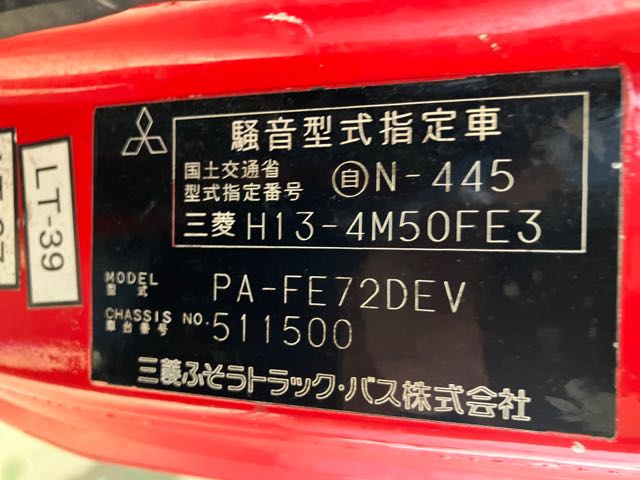 騒音型式指定車
国土交通省
型式指定番号 自N-445
三菱 H13-4M50FE3
MODEL
型式 PA-FE72DEV
CHASSIS NO.
車台番号 511500
三菱ふそうトラック・バス株式会社
LT-39